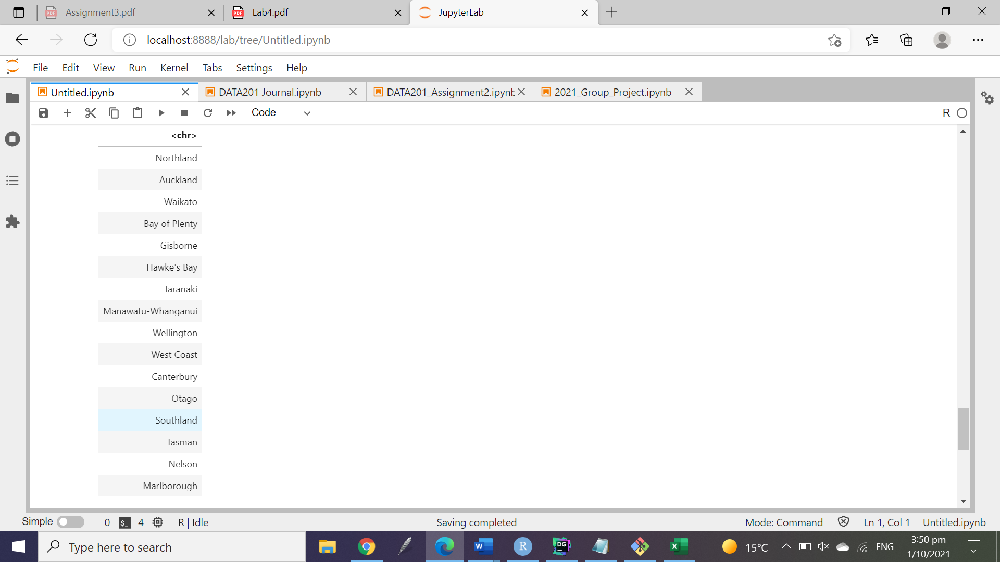 Assignment3.pdf
Lab4.pdf
JupyterLab
localhost:8888/lab/tree/Untitled.ipynb
File Edit View Run Kernel Tabs Settings Help
Untitled.ipynb
DATA201 Journal.ipynb
DATA201_Assignment2.ipynb
2021_Group_Project.ipynb
Code
R
<chr>
Northland
Auckland
Waikato
Bay of Plenty
Gisborne
Hawke's Bay
Taranaki
Manawatu-Whanganui
Wellington
West Coast
Canterbury
Otago
Southland
Tasman
Nelson
Marlborough
Simple 0 $_ 4 R | Idle Saving completed Mode: Command Ln 1, Col 1 Untitled.ipynb
Type here to search
W
R
DG
X
15°C
ENG
3:50 pm
1/10/2021